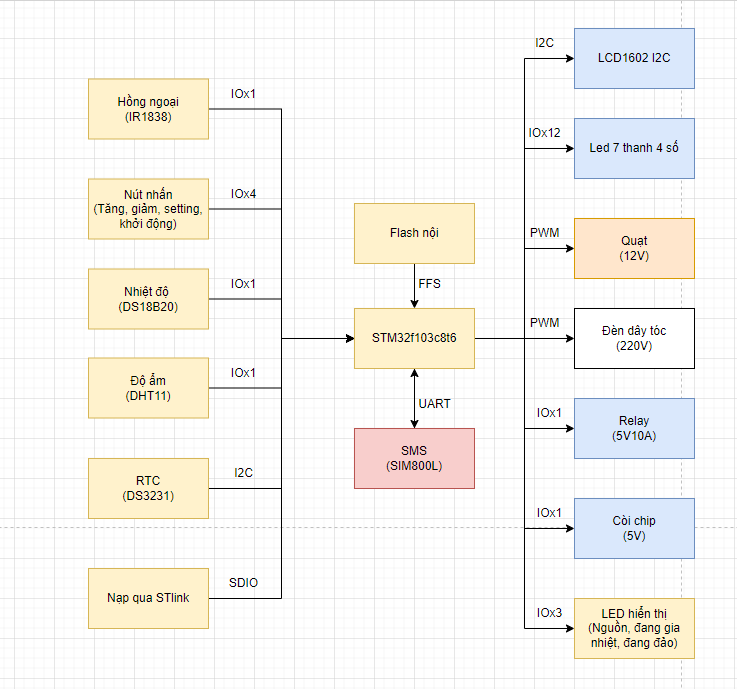 Hồng ngoại
(IR1838)
IOx1
Nút nhấn
(Tăng, giảm, setting,
khởi động)
IOx4
Nhiệt độ
(DS18B20)
IOx1
Độ ẩm
(DHT11)
IOx1
RTC
(DS3231)
I2C
Nạp qua STlink
SDIO
Flash nội
FFS
STM32f103c8t6
UART
SMS
(SIM800L)
I2C
LCD1602 I2C
IOx12
Led 7 thanh 4 số
PWM
Quạt
(12V)
PWM
Đèn dây tóc
(220V)
IOx1
Relay
(5V10A)
IOx1
Còi chip
(5V)
IOx3
LED hiển thị
(Nguồn, đang gia
nhiệt, đang đảo)